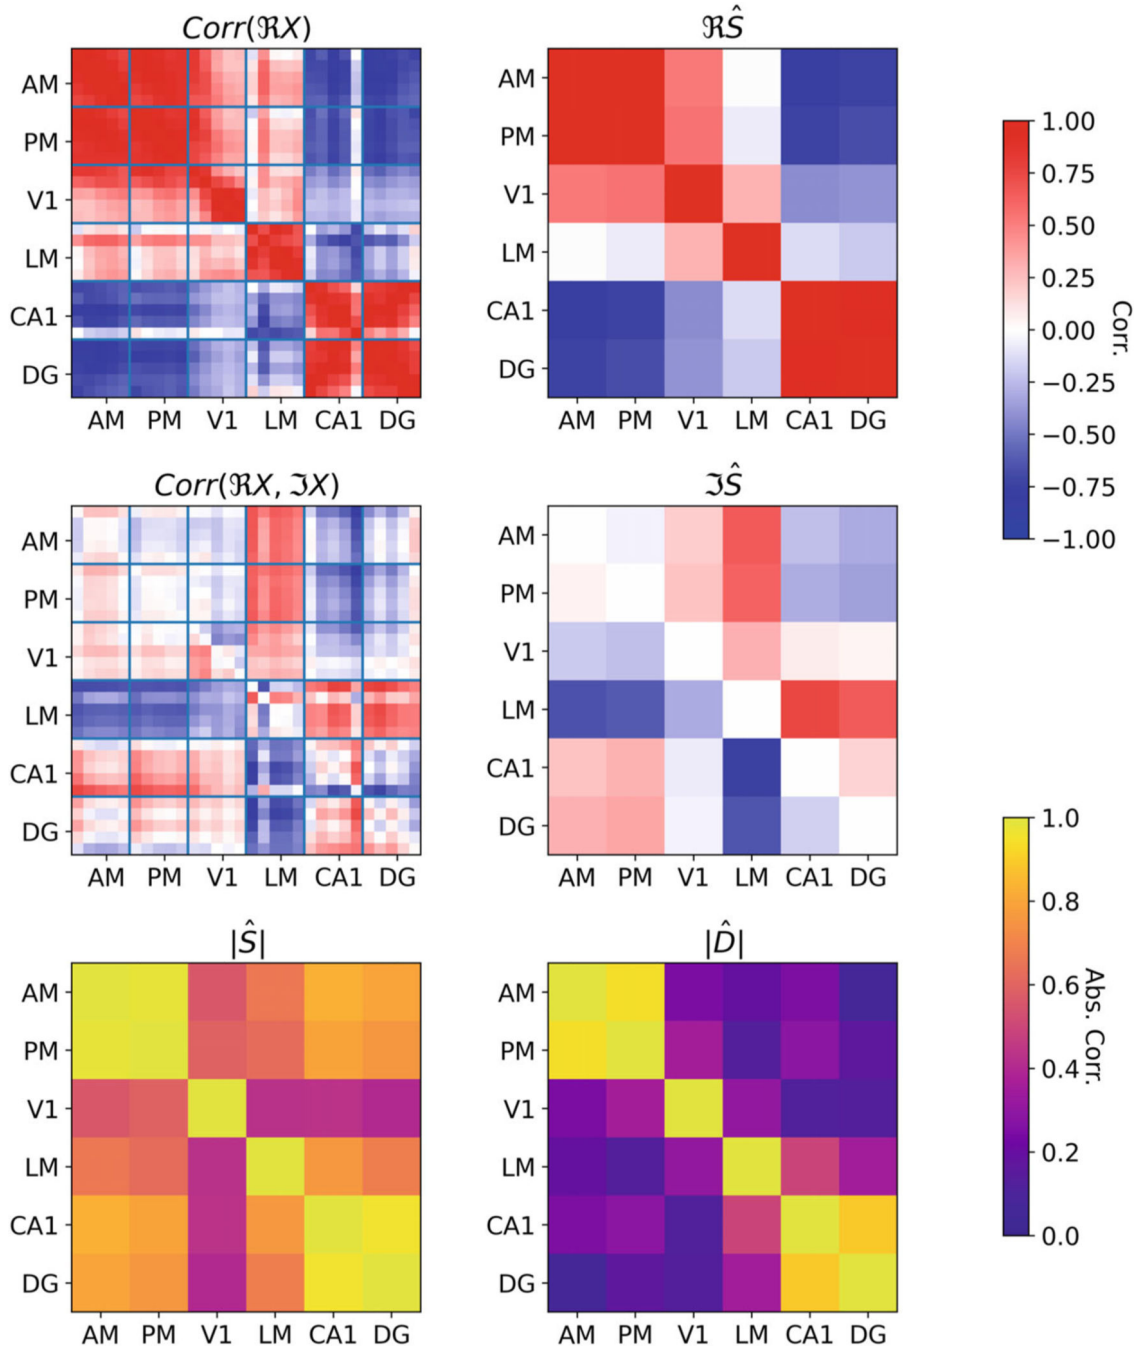 Corr(ℜX)
AM
PM
V1
LM
CA1
DG
AM PM V1 LM CA1 DG
ℜŜ
AM
PM
V1
LM
CA1
DG
AM PM V1 LM CA1 DG
1.00
0.75
0.50
0.25
0.00
−0.25
−0.50
−0.75
−1.00
Corr.
Corr(ℜX, ℑX)
AM
PM
V1
LM
CA1
DG
AM PM V1 LM CA1 DG
ℑŜ
AM
PM
V1
LM
CA1
DG
AM PM V1 LM CA1 DG
|Ŝ|
AM
PM
V1
LM
CA1
DG
AM PM V1 LM CA1 DG
|D̂|
AM
PM
V1
LM
CA1
DG
AM PM V1 LM CA1 DG
1.0
0.8
0.6
0.4
0.2
0.0
Abs. Corr.